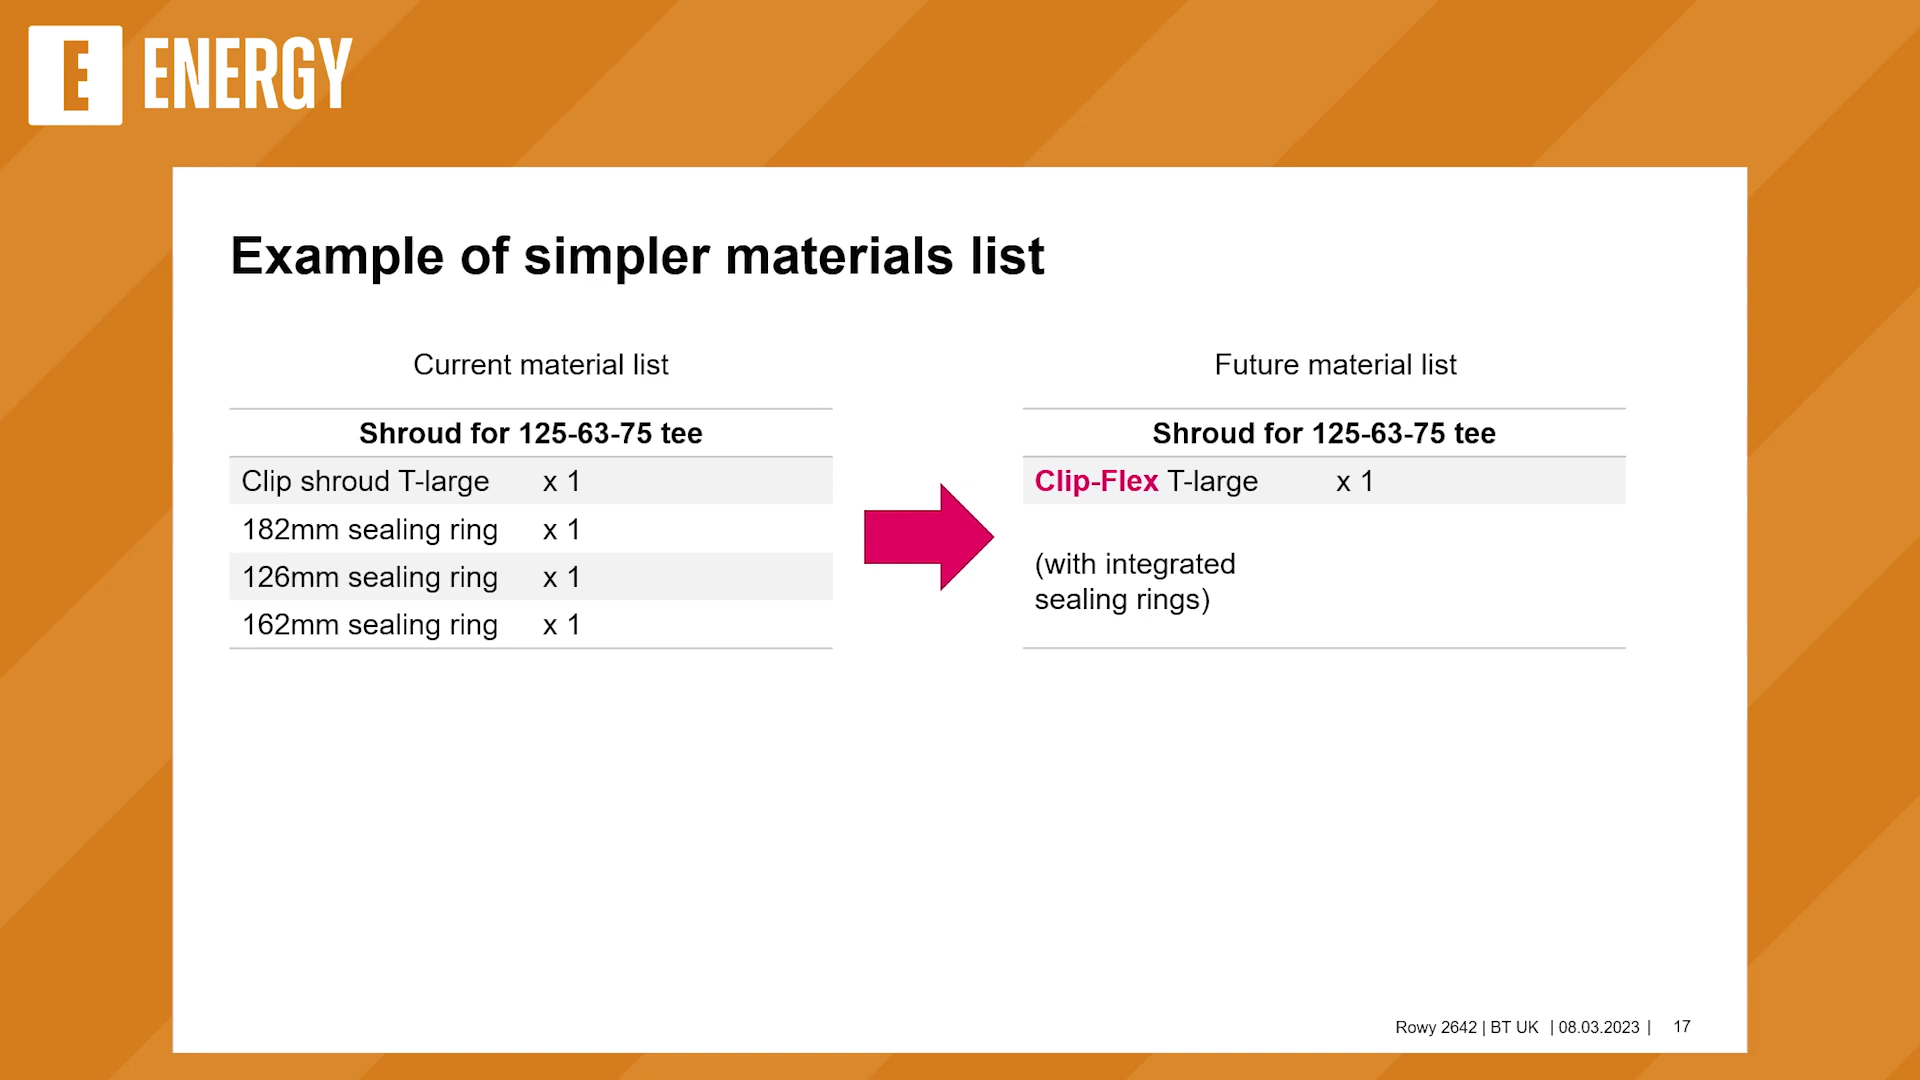 E ENERGY
Example of simpler materials list
Current material list
Shroud for 125-63-75 tee
Clip shroud T-large x 1
182mm sealing ring x 1
126mm sealing ring x 1
162mm sealing ring x 1
Future material list
Shroud for 125-63-75 tee
Clip-Flex T-large x 1
(with integrated
sealing rings)
Rowy 2642 | BT UK | 08.03.2023 | 17